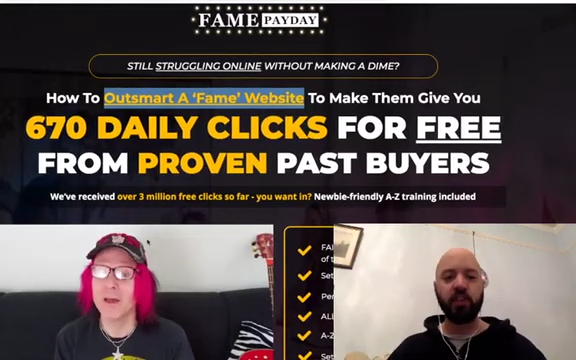 FAME PAYDAY
STILL STRUGGLING ONLINE WITHOUT MAKING A DIME?
How To Outsmart A ‘Fame’ Website To Make Them Give You
670 DAILY CLICKS FOR FREE
FROM PROVEN PAST BUYERS
We've received over 3 million free clicks so far - you want in? Newbie-friendly A-Z training included
of
A-Z